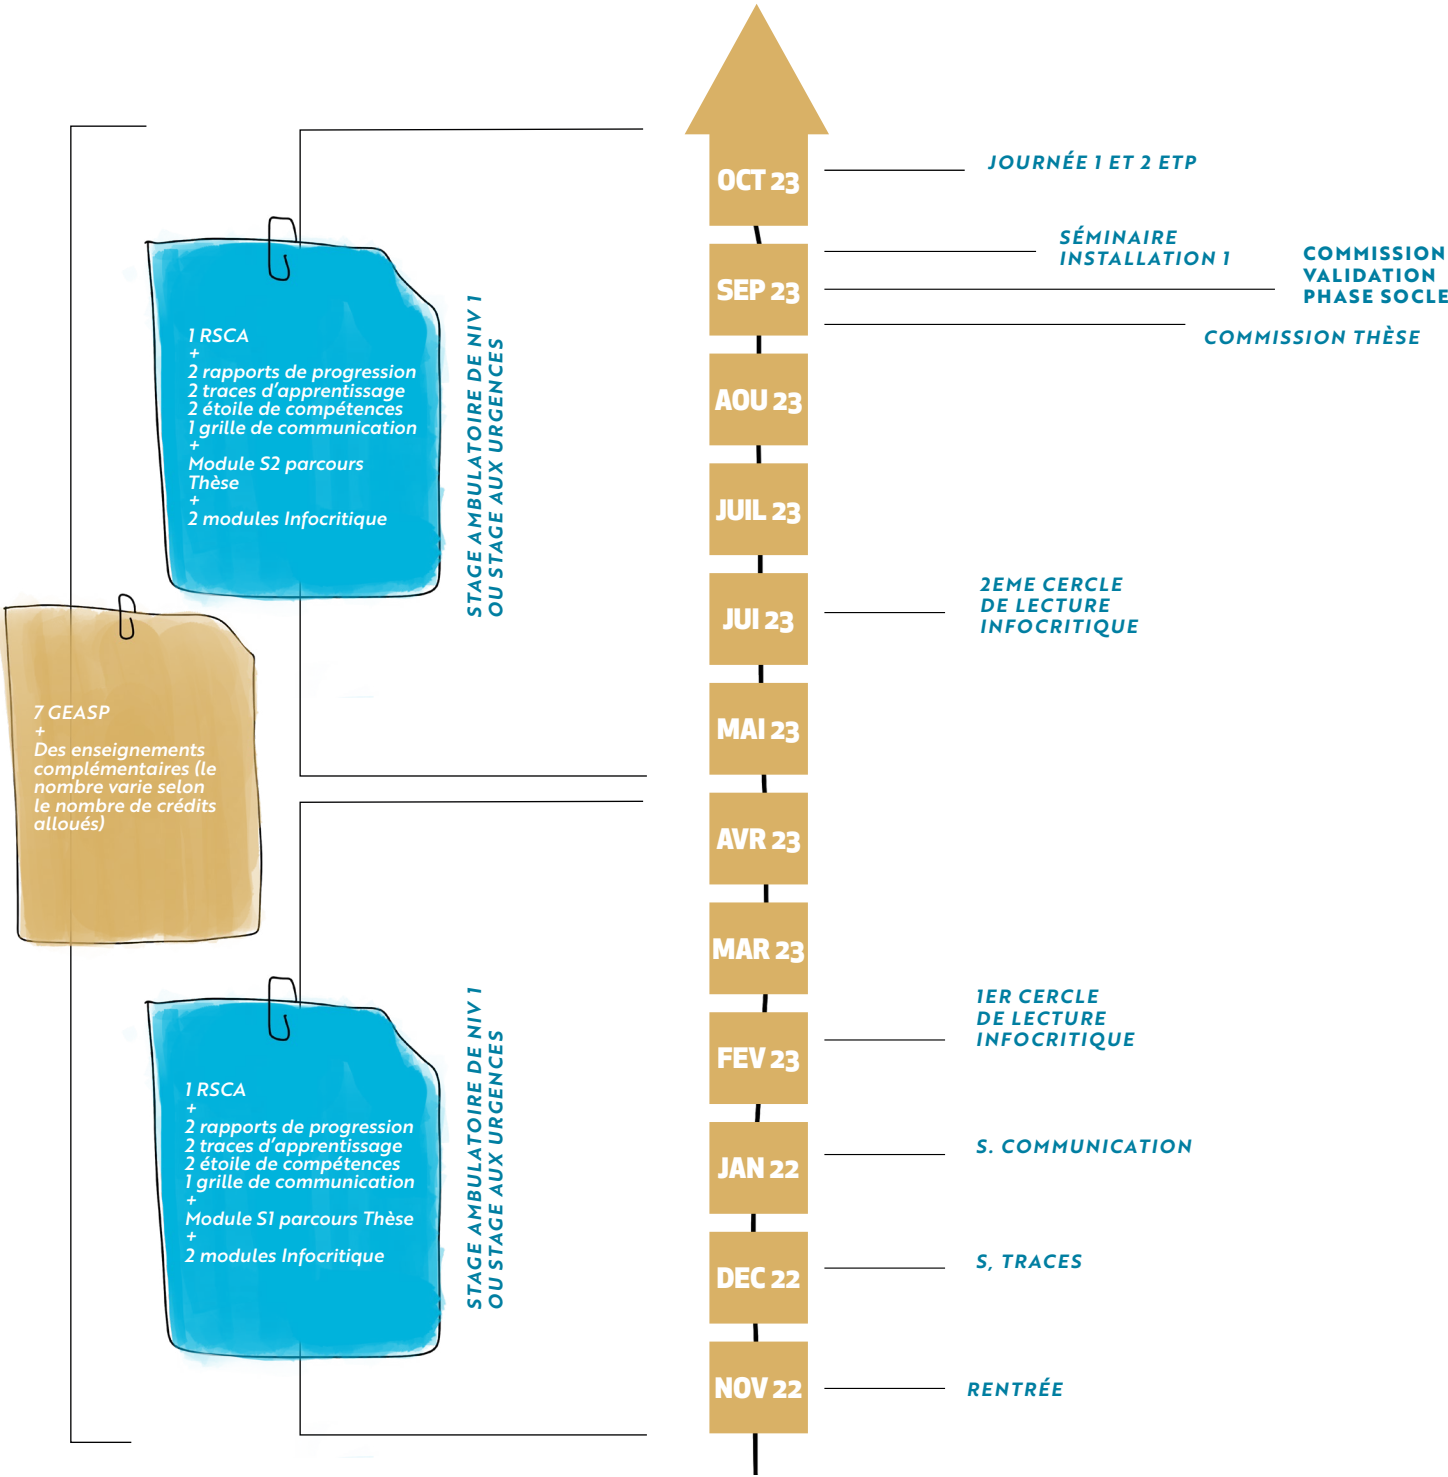 OCT 23
JOURNÉE 1 ET 2 ETP
SEP 23
SÉMINAIRE
INSTALLATION 1
COMMISSION
VALIDATION
PHASE SOCLE
COMMISSION THÈSE
AOU 23
JUIL 23
JUI 23
2EME CERCLE
DE LECTURE
INFOCRITIQUE
MAI 23
AVR 23
MAR 23
FEV 23
1ER CERCLE
DE LECTURE
INFOCRITIQUE
JAN 22
S. COMMUNICATION
DEC 22
S, TRACES
NOV 22
RENTRÉE
1 RSCA
+
2 rapports de progression
2 traces d'apprentissage
2 étoile de compétences
1 grille de communication
+
Module S2 parcours
Thèse
+
2 modules Infocritique
STAGE AMBULATOIRE DE NIV 1
OU STAGE AUX URGENCES
7 GEASP
+
Des enseignements
complémentaires (le
nombre varie selon
le nombre de crédits
alloués)
1 RSCA
+
2 rapports de progression
2 traces d'apprentissage
2 étoile de compétences
1 grille de communication
+
Module S1 parcours Thèse
+
2 modules Infocritique
STAGE AMBULATOIRE DE NIV 1
OU STAGE AUX URGENCES